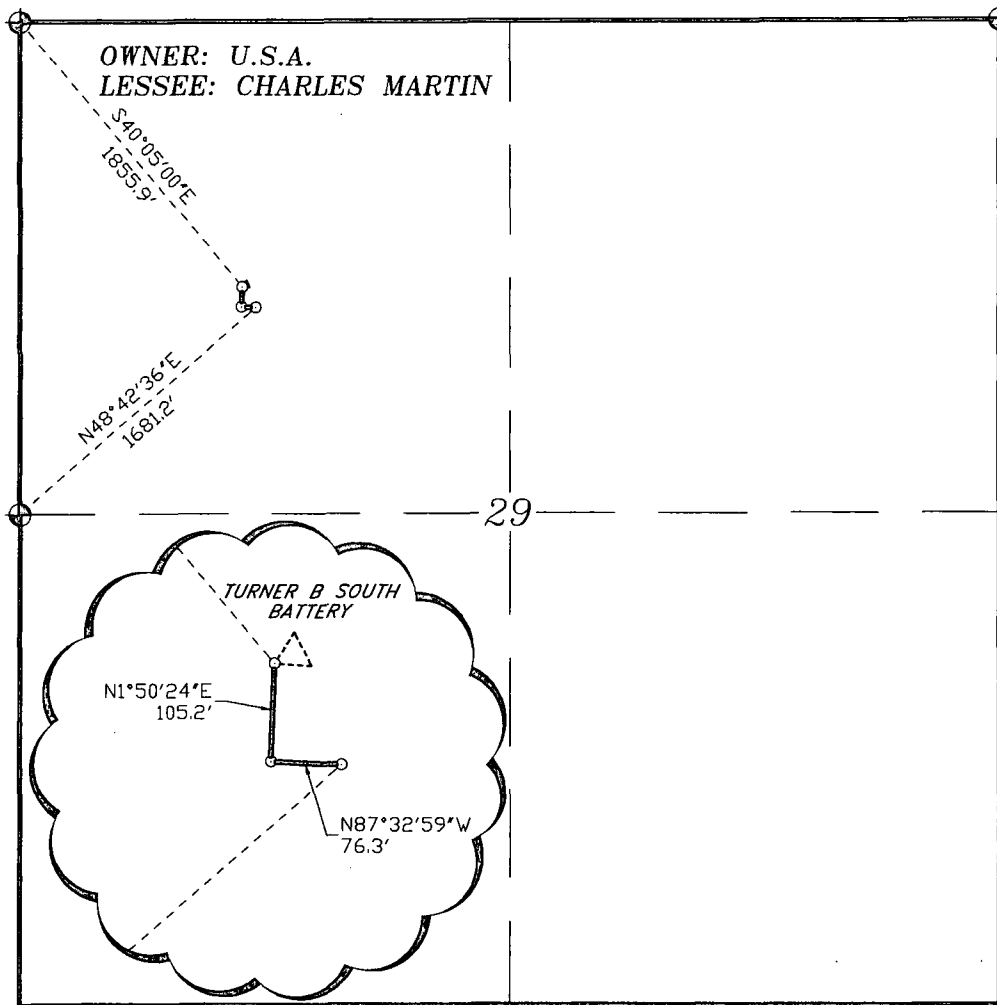 OWNER: U.S.A.
LESSEE: CHARLES MARTIN
S40°05'00"E
1855.9'
N48°42'36"E
1681.2'
29
TURNER B SOUTH
BATTERY
N1°50'24"E
105.2'
N87°32'59"W
76.3'